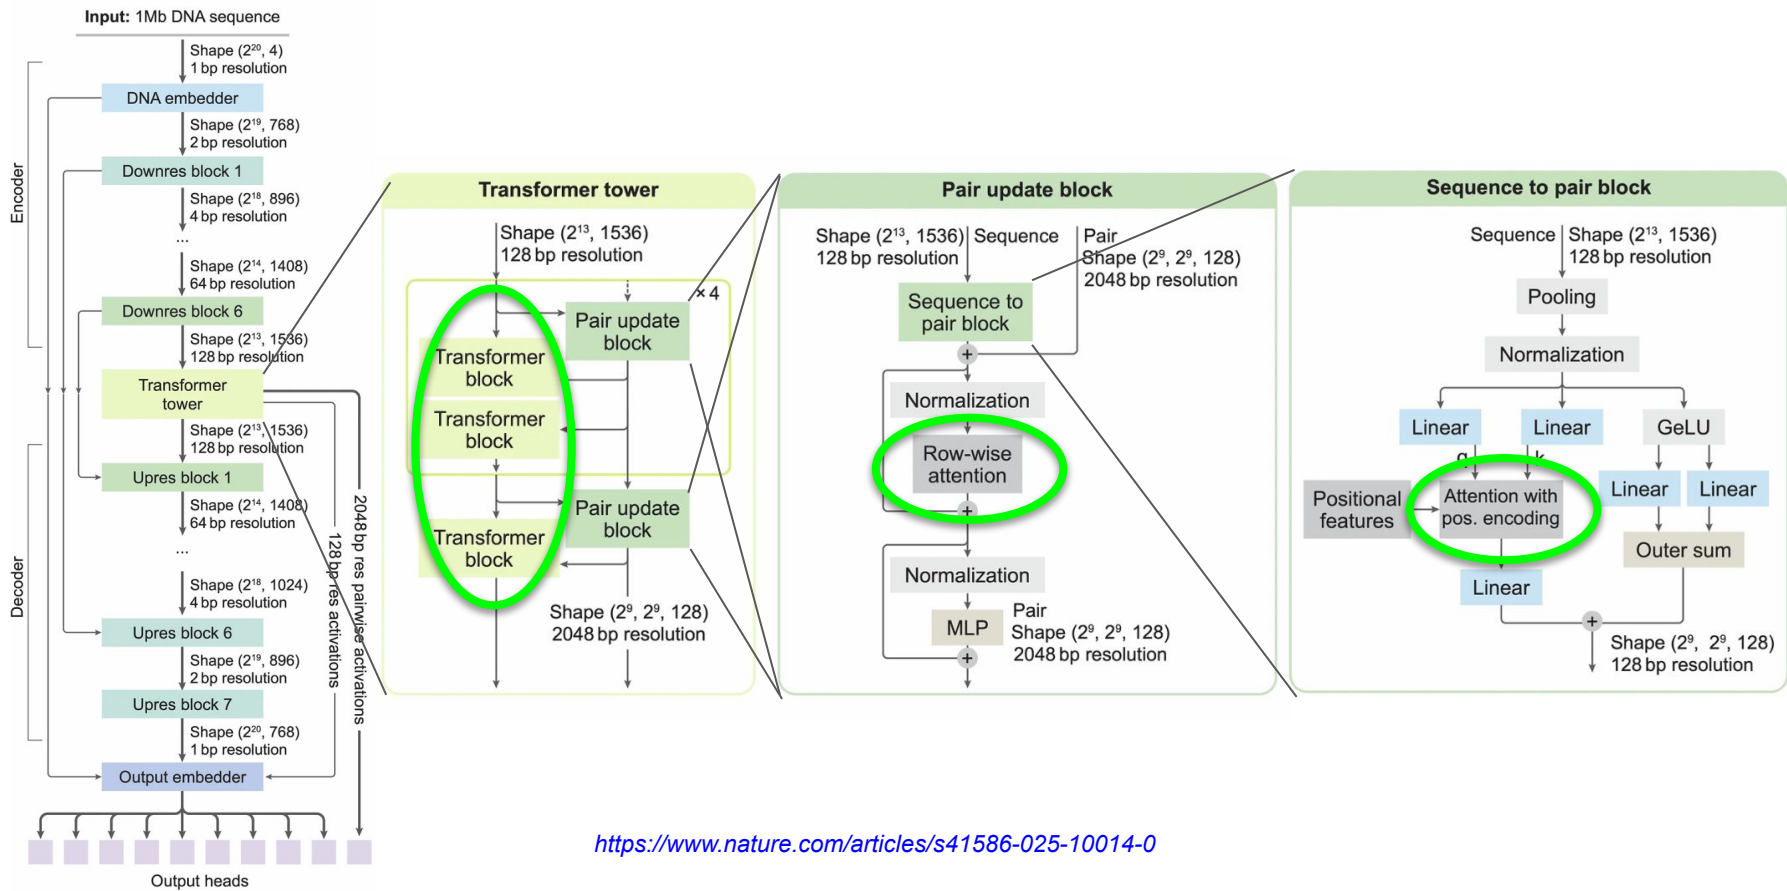 Input: 1Mb DNA sequence
Shape (2²⁰, 4)
1 bp resolution
DNA embedder
Shape (2¹⁹, 768)
2 bp resolution
Downres block 1
Shape (2¹⁸, 896)
4 bp resolution
...
Shape (2¹⁴, 1408)
64 bp resolution
Downres block 6
Shape (2¹³, 1536)
128 bp resolution
Transformer
tower
Shape (2¹³, 1536)
128 bp resolution
Upres block 1
Shape (2¹⁴, 1408)
64 bp resolution
...
Shape (2¹⁸, 1024)
4 bp resolution
Upres block 6
Shape (2¹⁹, 896)
2 bp resolution
Upres block 7
Shape (2²⁰, 768)
1 bp resolution
Output embedder
Output heads
Encoder
Decoder
128 bp res activations
2048 bp res pairwise activations
Transformer tower
Shape (2¹³, 1536)
128 bp resolution
× 4
Pair update
block
Transformer
block
Transformer
block
Pair update
block
Transformer
block
Shape (2⁹, 2⁹, 128)
2048 bp resolution
Pair update block
Shape (2¹³, 1536)
128 bp resolution
Sequence
Pair
Shape (2⁹, 2⁹, 128)
2048 bp resolution
Sequence to
pair block
+
Normalization
Row-wise
attention
+
Normalization
MLP
Pair
Shape (2⁹, 2⁹, 128)
2048 bp resolution
+
Sequence to pair block
Sequence
Shape (2¹³, 1536)
128 bp resolution
Pooling
Normalization
Linear
Linear
GeLU
q
k
Linear
Linear
Positional
features
Attention with
pos. encoding
Outer sum
Linear
+
Shape (2⁹, 2⁹, 128)
128 bp resolution
https://www.nature.com/articles/s41586-025-10014-0